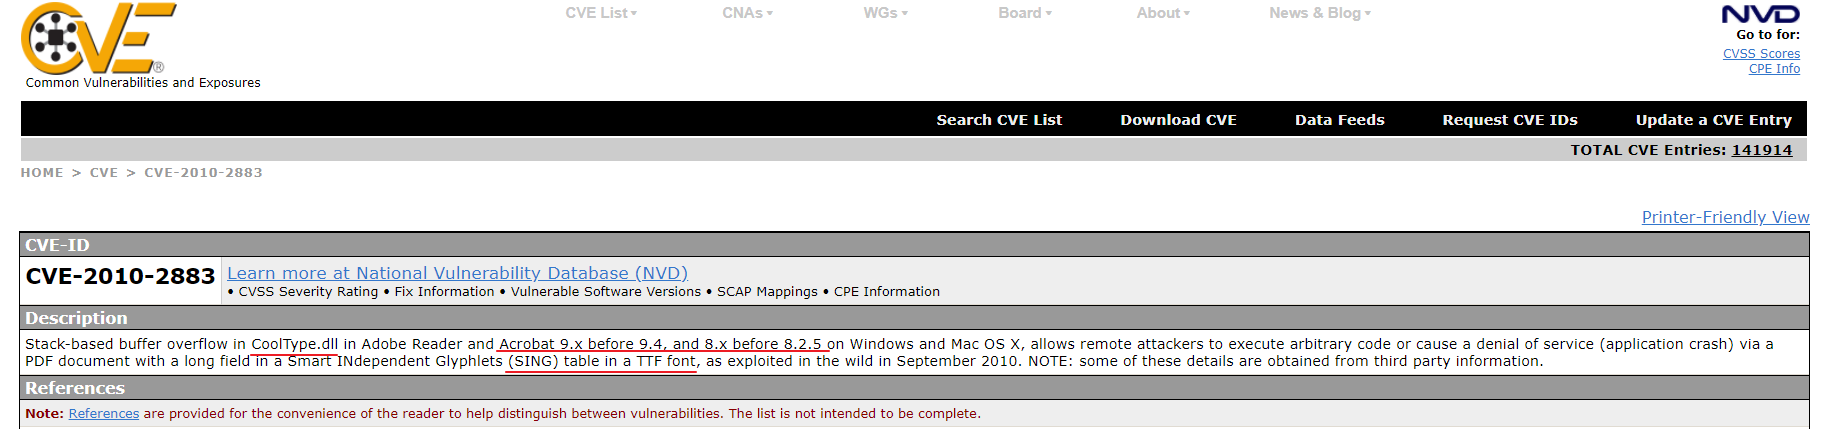 CVE®
Common Vulnerabilities and Exposures
CVE List▾ CNAs▾ WGs▾ Board▾ About▾ News & Blog▾
NVD
Go to for:
CVSS Scores
CPE Info
Search CVE List Download CVE Data Feeds Request CVE IDs Update a CVE Entry
TOTAL CVE Entries: 141914
HOME > CVE > CVE-2010-2883
Printer-Friendly View
CVE-ID
CVE-2010-2883 Learn more at National Vulnerability Database (NVD)
• CVSS Severity Rating • Fix Information • Vulnerable Software Versions • SCAP Mappings • CPE Information
Description
Stack-based buffer overflow in CoolType.dll in Adobe Reader and Acrobat 9.x before 9.4, and 8.x before 8.2.5 on Windows and Mac OS X, allows remote attackers to execute arbitrary code or cause a denial of service (application crash) via a
PDF document with a long field in a Smart INdependent Glyphlets (SING) table in a TTF font, as exploited in the wild in September 2010. NOTE: some of these details are obtained from third party information.
References
Note: References are provided for the convenience of the reader to help distinguish between vulnerabilities. The list is not intended to be complete.